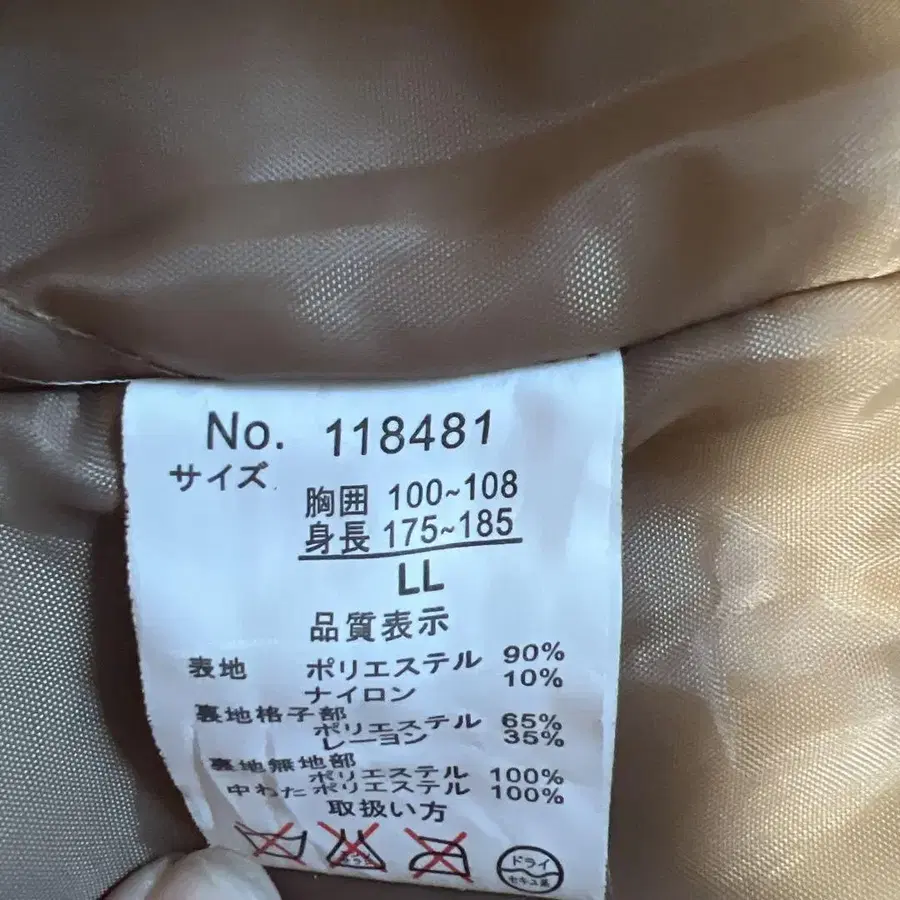 No. 118481
サイズ
胸囲 100~108
身長 175~185
LL
品質表示
表地 ポリエステル 90%
ナイロン 10%
裏地格子部
ポリエステル 65%
レーヨン 35%
裏地無地部
ポリエステル 100%
中わたポリエステル 100%
取扱い方
ドライ
セキユ系